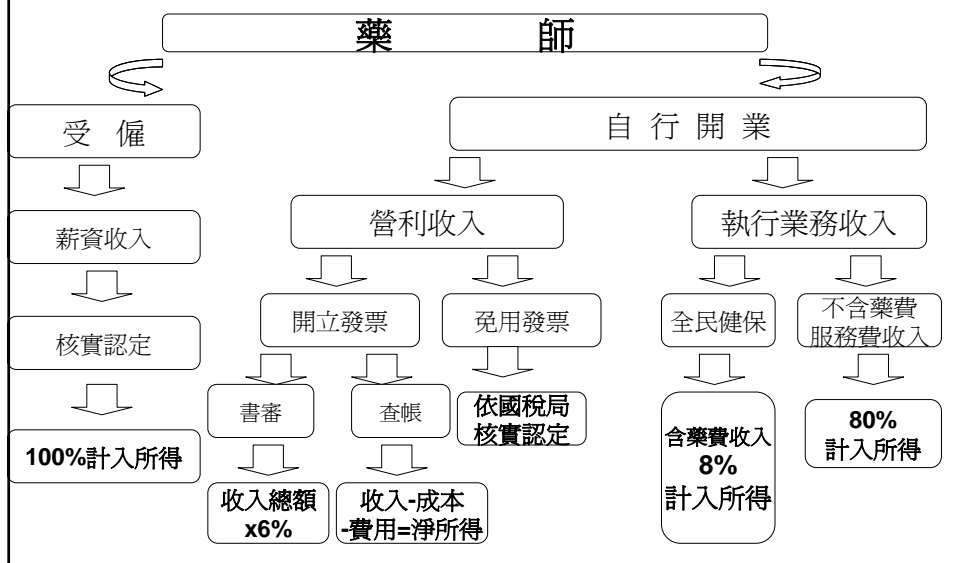 藥 師
受 僱
自 行 開 業
薪資收入
營利收入
執行業務收入
核實認定
開立發票
免用發票
全民健保
不含藥費
服務費收入
100%計入所得
書審
查帳
依國稅局
核實認定
含藥費收入
8%
計入所得
80%
計入所得
收入總額
x6%
收入-成本
-費用=淨所得